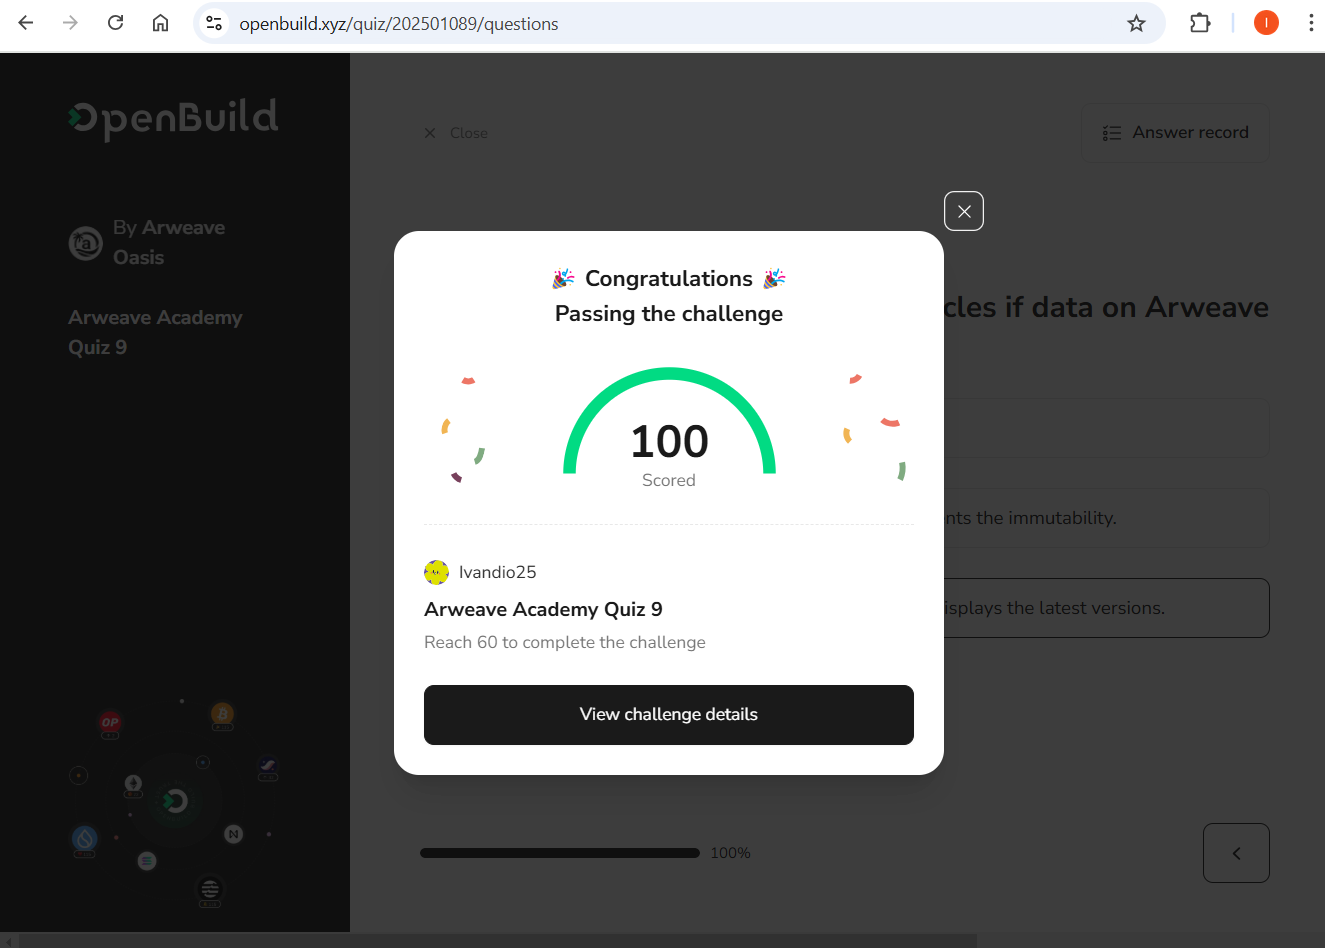 openbuild.xyz/quiz/202501089/questions
I
OpenBuild
Close
Answer record
By Arweave
Oasis
Arweave Academy
Quiz 9
cles if data on Arweave
nts the immutability.
isplays the latest versions.
Congratulations
Passing the challenge
100
Scored
Ivandio25
Arweave Academy Quiz 9
Reach 60 to complete the challenge
View challenge details
OP
100%